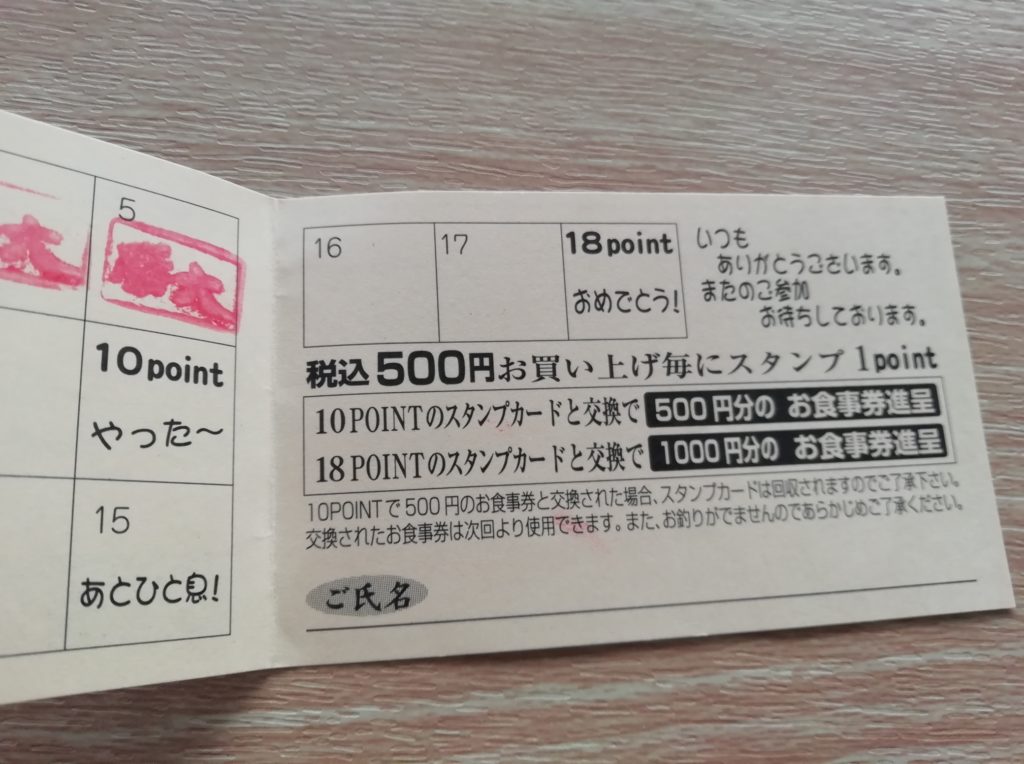 5
10point
やった〜
15
あとひと息!
16
17
18point
おめでとう!
いつも
ありがとうございます。
またのご参加
お待ちしております。
税込500円お買い上げ毎にスタンプ1point
10POINTのスタンプカードと交換で 500円分の お食事券進呈
18POINTのスタンプカードと交換で 1000円分の お食事券進呈
10POINTで500円のお食事券と交換された場合、スタンプカードは回収されますのでご了承下さい。
交換されたお食事券は次回より使用できます。また、お釣りがでませんのであらかじめご了承ください。
ご氏名